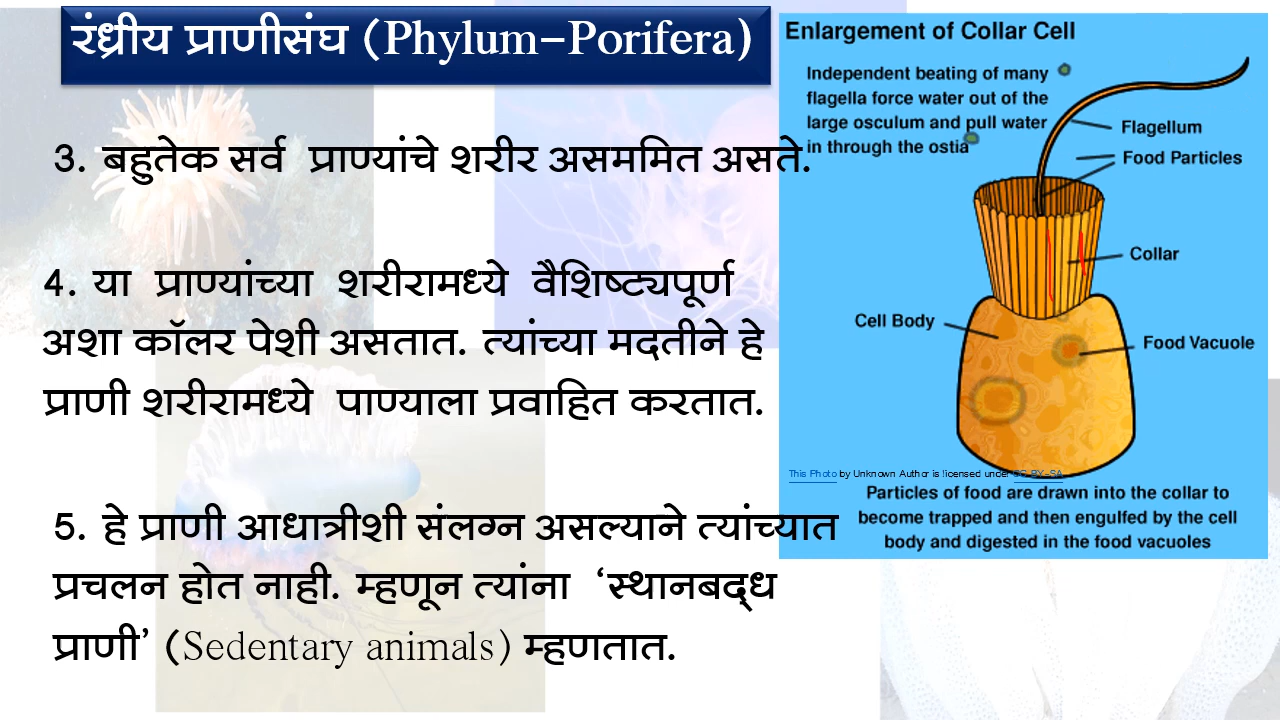 रंध्रीय प्राणीसंघ (Phylum-Porifera)
3. बहुतेक सर्व प्राण्यांचे शरीर असममित असते.
4. या प्राण्यांच्या शरीरामध्ये वैशिष्ट्यपूर्ण
अशा कॉलर पेशी असतात. त्यांच्या मदतीने हे
प्राणी शरीरामध्ये पाण्याला प्रवाहित करतात.
5. हे प्राणी आधात्रीशी संलग्न असल्याने त्यांच्यात
प्रचलन होत नाही. म्हणून त्यांना ‘स्थानबद्ध
प्राणी’ (Sedentary animals) म्हणतात.
Enlargement of Collar Cell
Independent beating of many
flagella force water out of the
large osculum and pull water
in through the ostia
Flagellum
Food Particles
Collar
Cell Body
Food Vacuole
This Photo by Unknown Author is licensed under CC BY-SA
Particles of food are drawn into the collar to
become trapped and then engulfed by the cell
body and digested in the food vacuoles